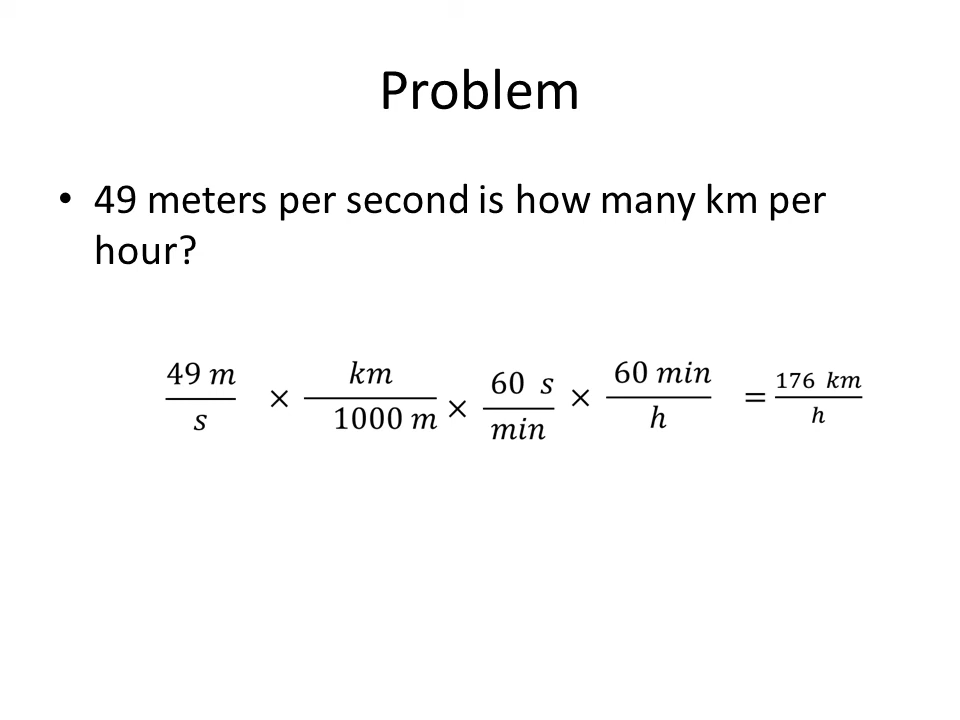 Problem
• 49 meters per second is how many km per
hour?
49 m / s × km / 1000 m × 60 s / min × 60 min / h = 176 km / h